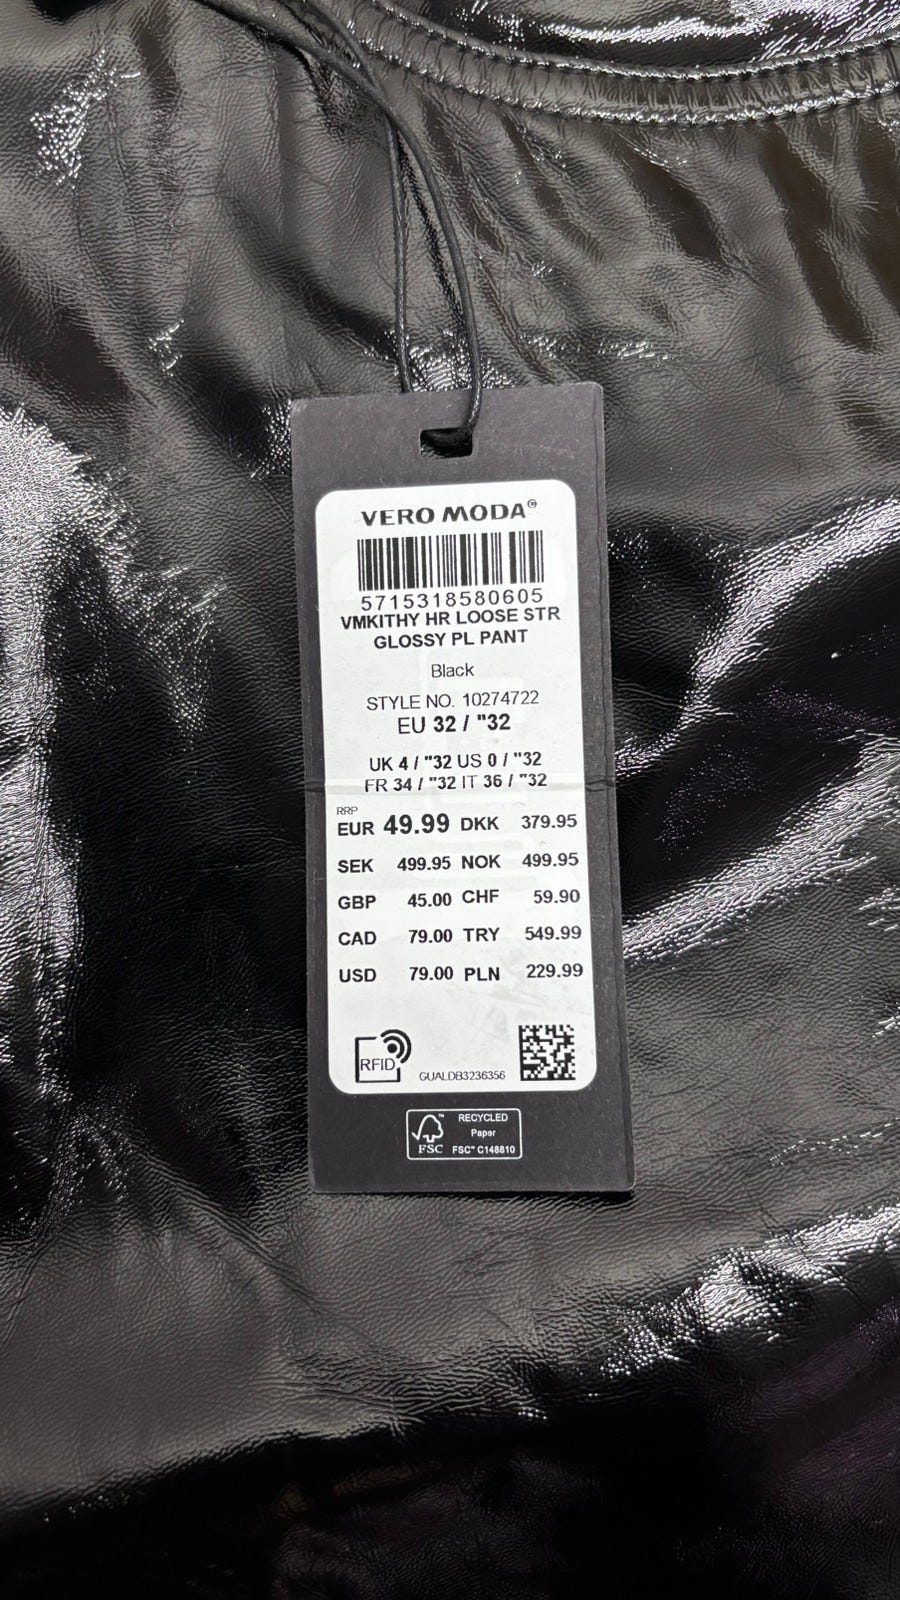 VERO MODA®
5715318580605
VMKITHY HR LOOSE STR
GLOSSY PL PANT
Black
STYLE NO. 10274722
EU 32 / "32
UK 4 / "32 US 0 / "32
FR 34 / "32 IT 36 / "32
RRP
EUR 49.99 DKK 379.95
SEK 499.95 NOK 499.95
GBP 45.00 CHF 59.90
CAD 79.00 TRY 549.99
USD 79.00 PLN 229.99
RFID
GUALDB3236356
FSC™
RECYCLED
Paper
FSC™ C148810